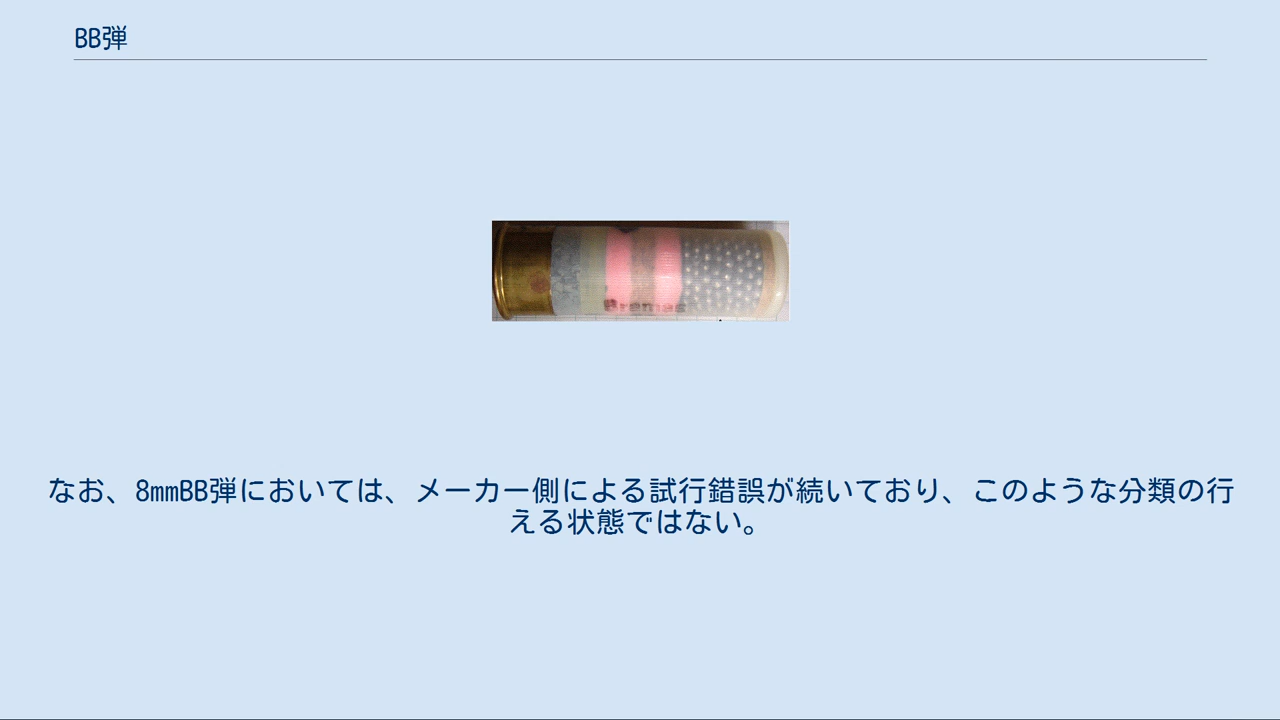 BB弾
なお、8mmBB弾においては、メーカー側による試行錯誤が続いており、このような分類の行
える状態ではない。